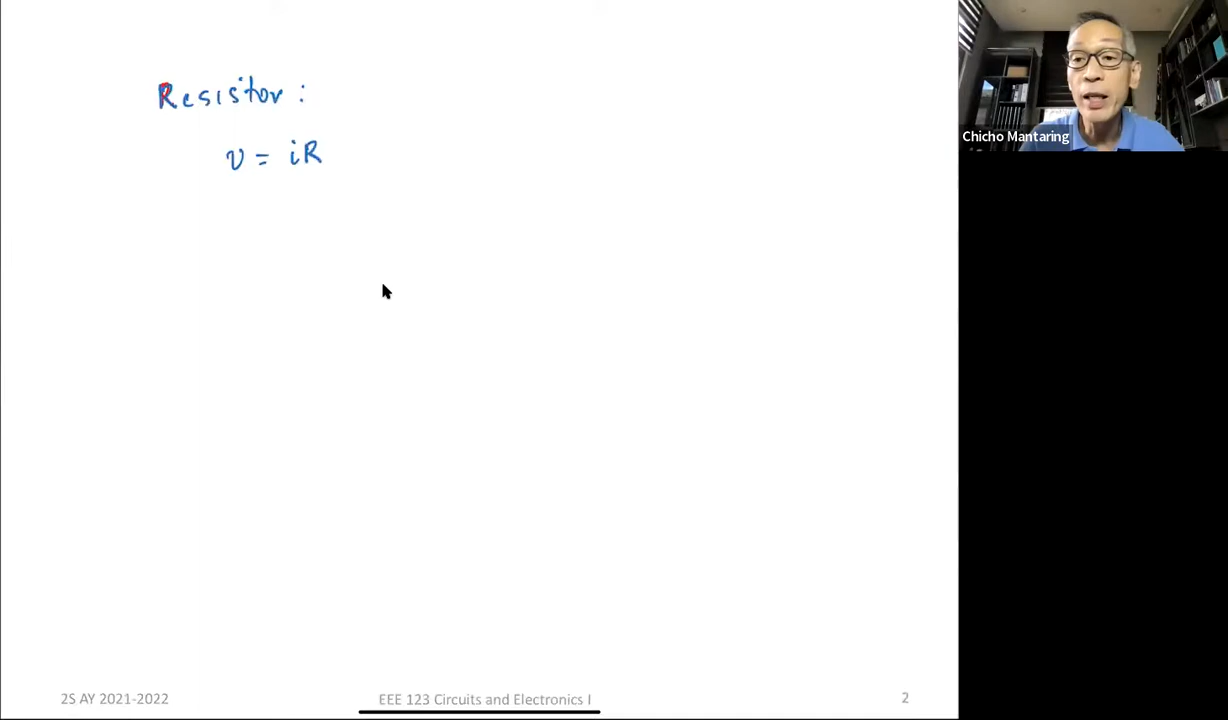 Resistor :
v = iR
Chicho Mantaring
2S AY 2021-2022
EEE 123 Circuits and Electronics I
2